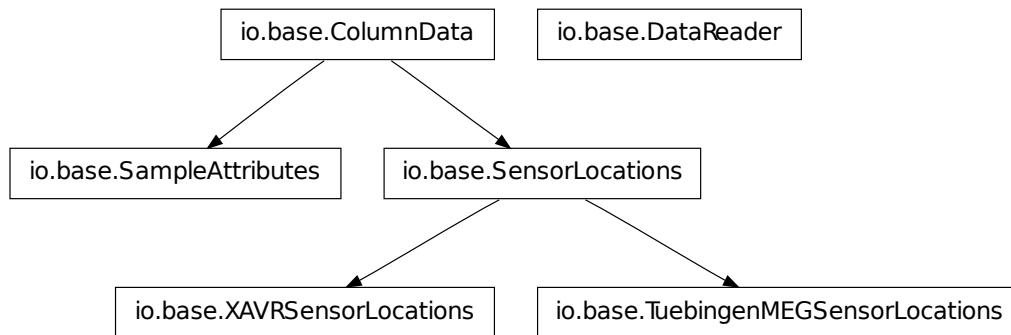 io.base.ColumnData
io.base.DataReader
io.base.SampleAttributes
io.base.SensorLocations
io.base.XAVRSensorLocations
io.base.TuebingenMEGSensorLocations